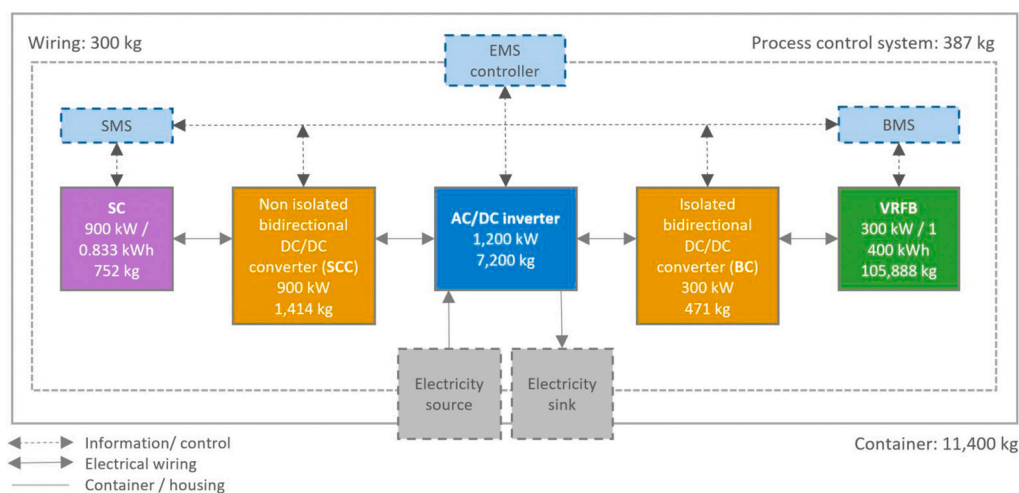 Wiring: 300 kg
EMS
controller
Process control system: 387 kg
SMS
BMS
SC
900 kW /
0.833 kWh
752 kg
Non isolated
bidirectional
DC/DC
converter (SCC)
900 kW
1,414 kg
AC/DC inverter
1,200 kW
7,200 kg
Isolated
bidirectional
DC/DC
converter (BC)
300 kW
471 kg
VRFB
300 kW / 1
400 kWh
105,888 kg
Electricity
source
Electricity
sink
Information/ control
Electrical wiring
Container / housing
Container: 11,400 kg